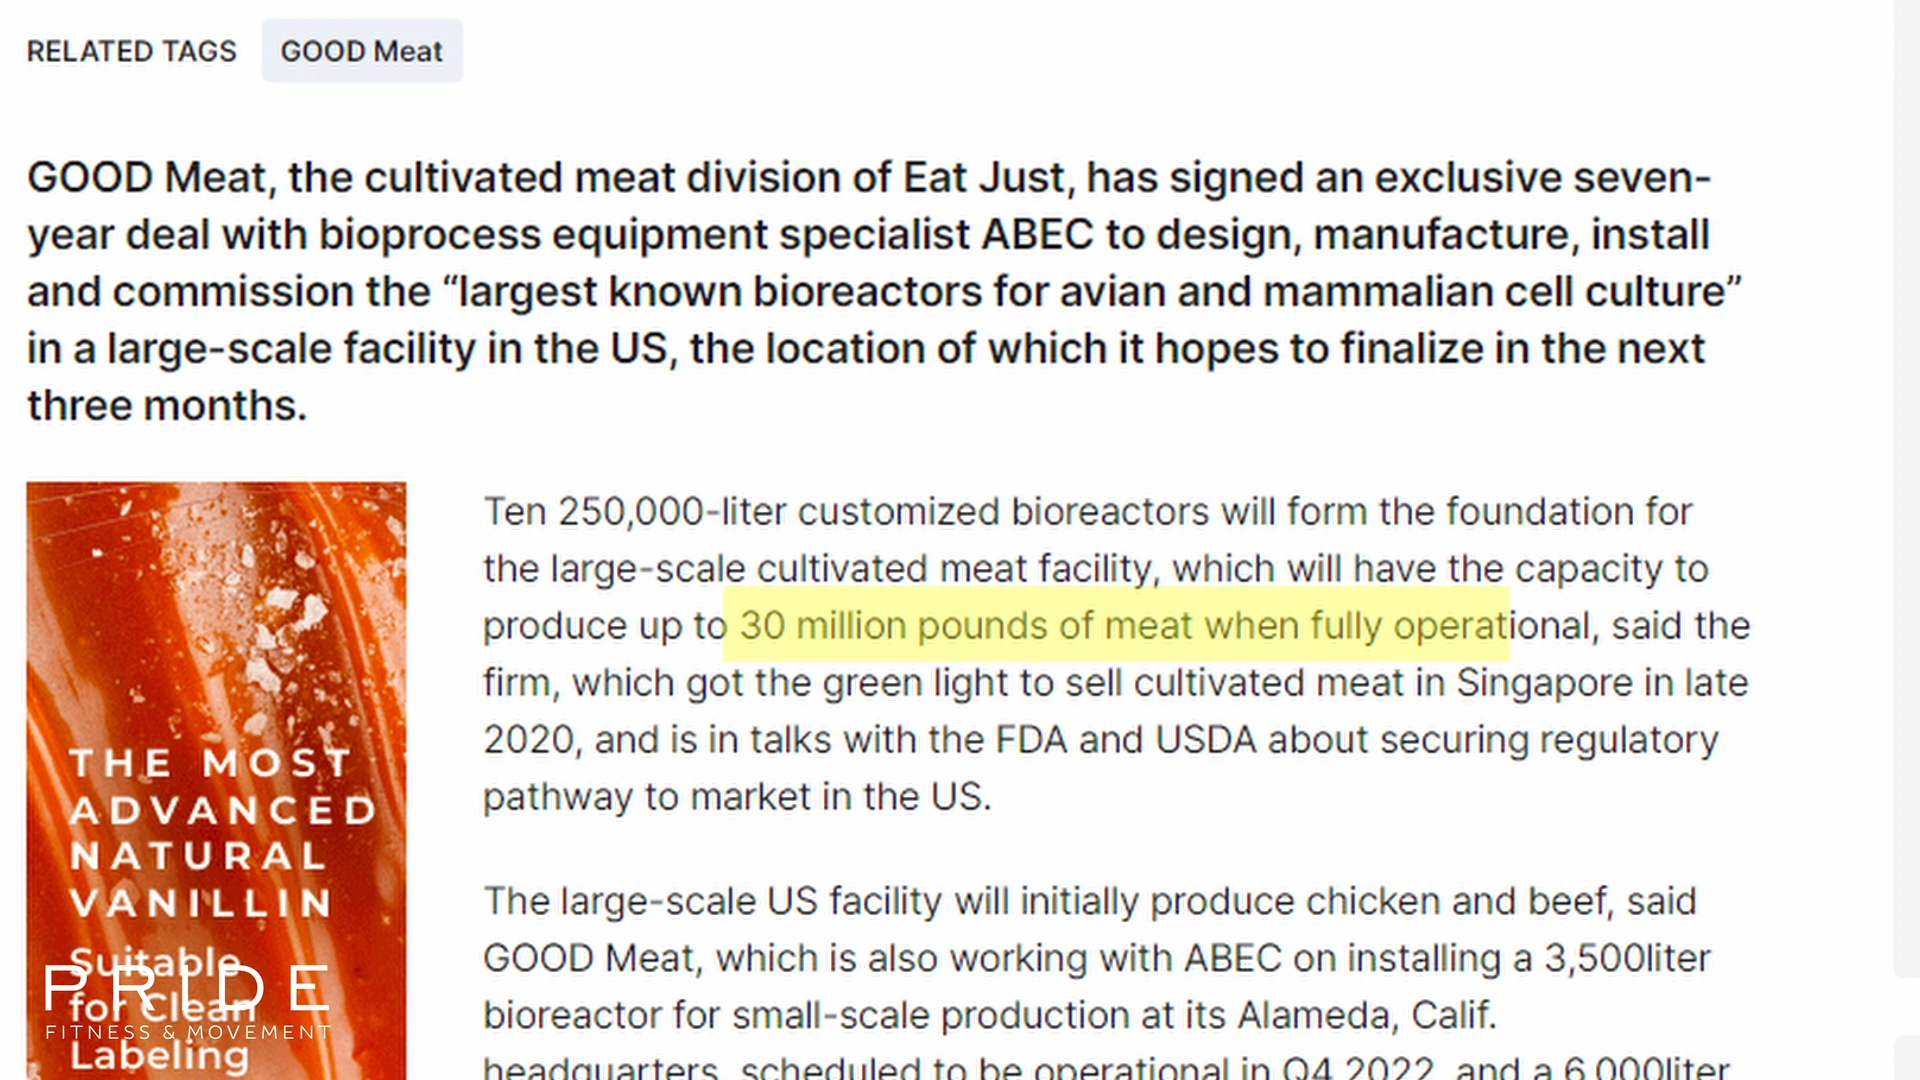 RELATED TAGS GOOD Meat
GOOD Meat, the cultivated meat division of Eat Just, has signed an exclusive seven-
year deal with bioprocess equipment specialist ABEC to design, manufacture, install
and commission the “largest known bioreactors for avian and mammalian cell culture”
in a large-scale facility in the US, the location of which it hopes to finalize in the next
three months.
Ten 250,000-liter customized bioreactors will form the foundation for
the large-scale cultivated meat facility, which will have the capacity to
produce up to 30 million pounds of meat when fully operational, said the
firm, which got the green light to sell cultivated meat in Singapore in late
2020, and is in talks with the FDA and USDA about securing regulatory
pathway to market in the US.
The large-scale US facility will initially produce chicken and beef, said
GOOD Meat, which is also working with ABEC on installing a 3,500liter
bioreactor for small-scale production at its Alameda, Calif.
headquarters, scheduled to be operational in Q4 2022, and a 6,000liter
THE MOST
ADVANCED
NATURAL
VANILLIN
Suitable
for Clean
Labeling
PRIDE
FITNESS & MOVEMENT